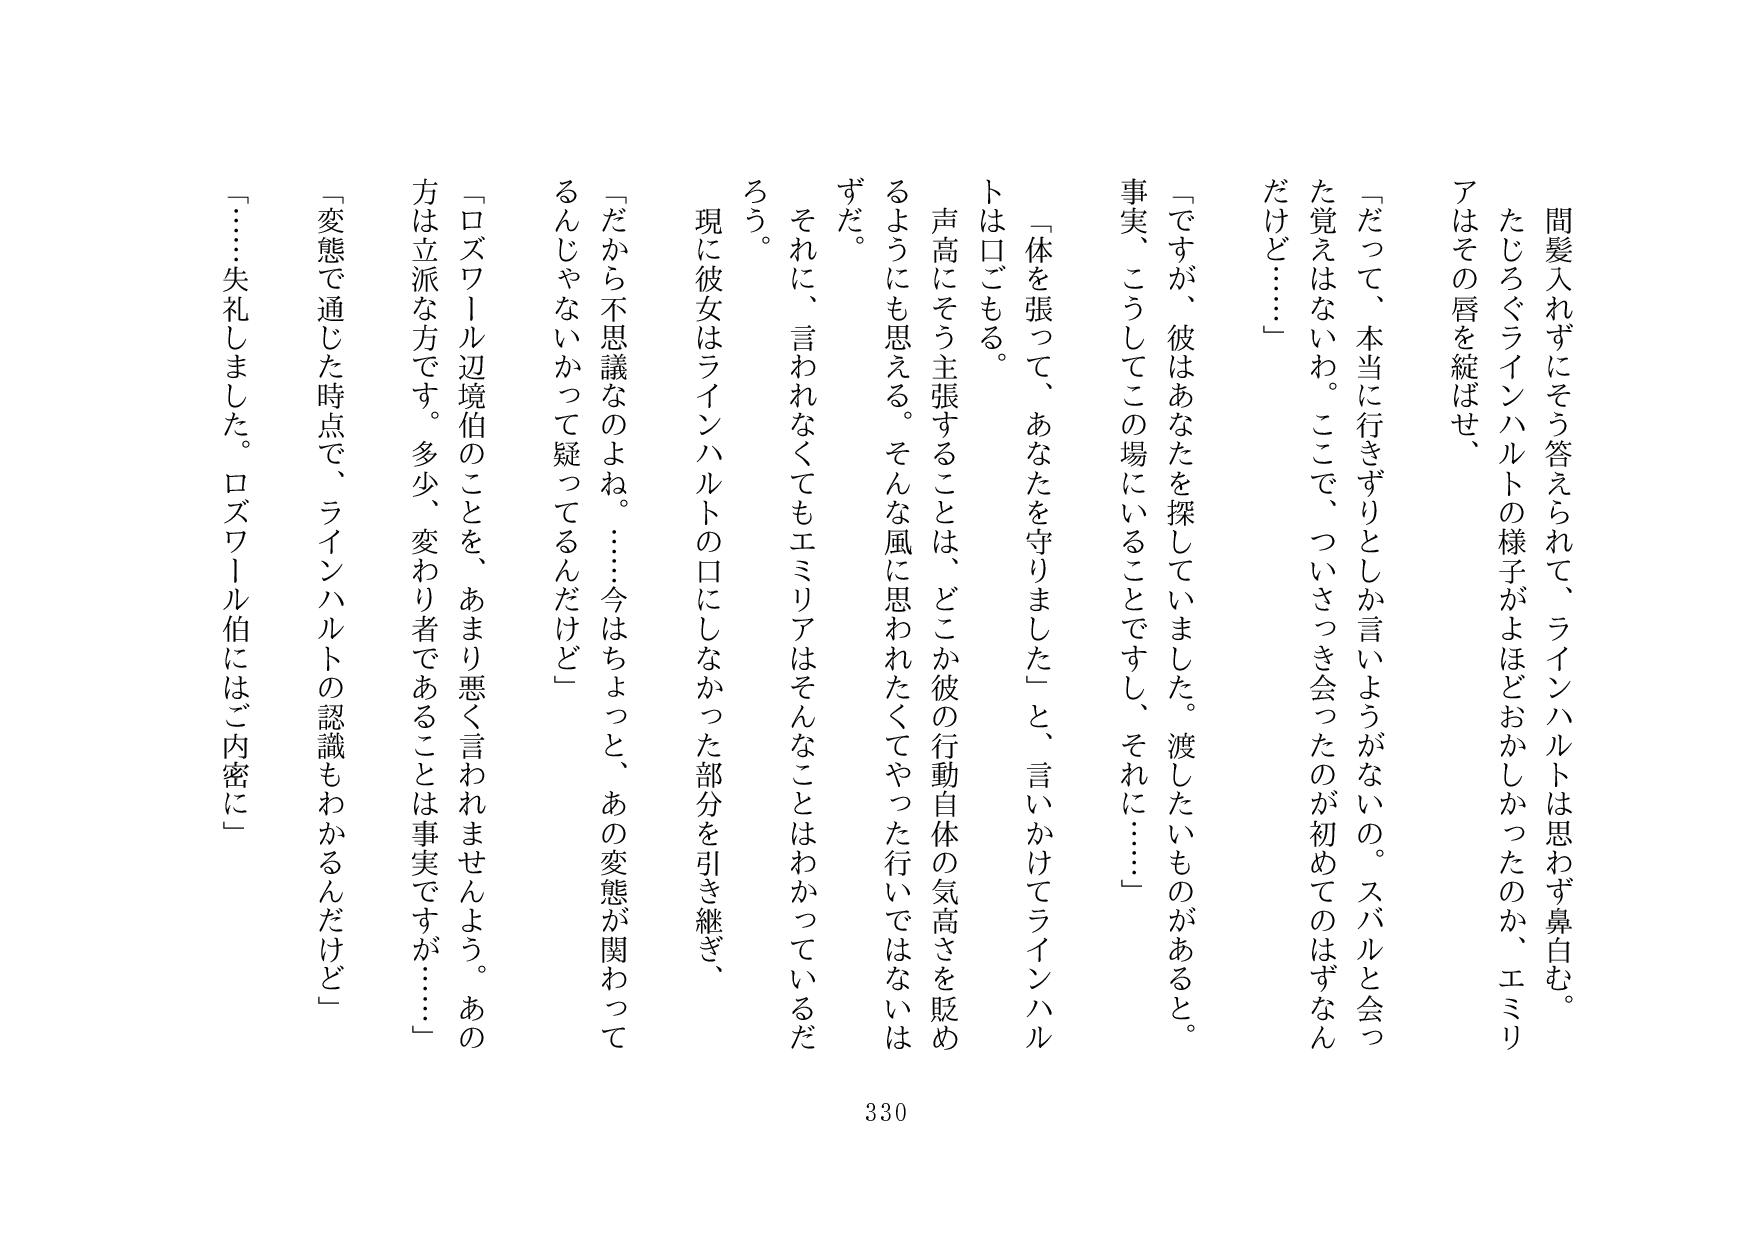 間髪入れずにそう答えられて、ラインハルトは思わず鼻白む。
たじろぐラインハルトの様子がよほどおかしかったのか、エミリ
アはその唇を綻ばせ、
「だって、本当に行きずりとしか言いようがないの。スバルと会っ
た覚えはないわ。ここで、ついさっき会ったのが初めてのはずなん
だけど……」
「ですが、彼はあなたを探していました。渡したいものがあると。
事実、こうしてこの場にいることですし、それに……」
「体を張って、あなたを守りました」と、言いかけてラインハル
トは口ごもる。
声高にそう主張することは、どこか彼の行動自体の気高さを貶め
るようにも思える。そんな風に思われたくてやった行いではないは
ずだ。
それに、言われなくてもエミリアはそんなことはわかっているだ
ろう。
現に彼女はラインハルトの口にしなかった部分を引き継ぎ、
「だから不思議なのよね。……今はちょっと、あの変態が関わって
るんじゃないかって疑ってるんだけど」
「ロズワール辺境伯のことを、あまり悪く言われませんよう。あの
方は立派な方です。多少、変わり者であることは事実ですが……」
「変態で通じた時点で、ラインハルトの認識もわかるんだけど」
「……失礼しました。ロズワール伯にはご内密に」
330